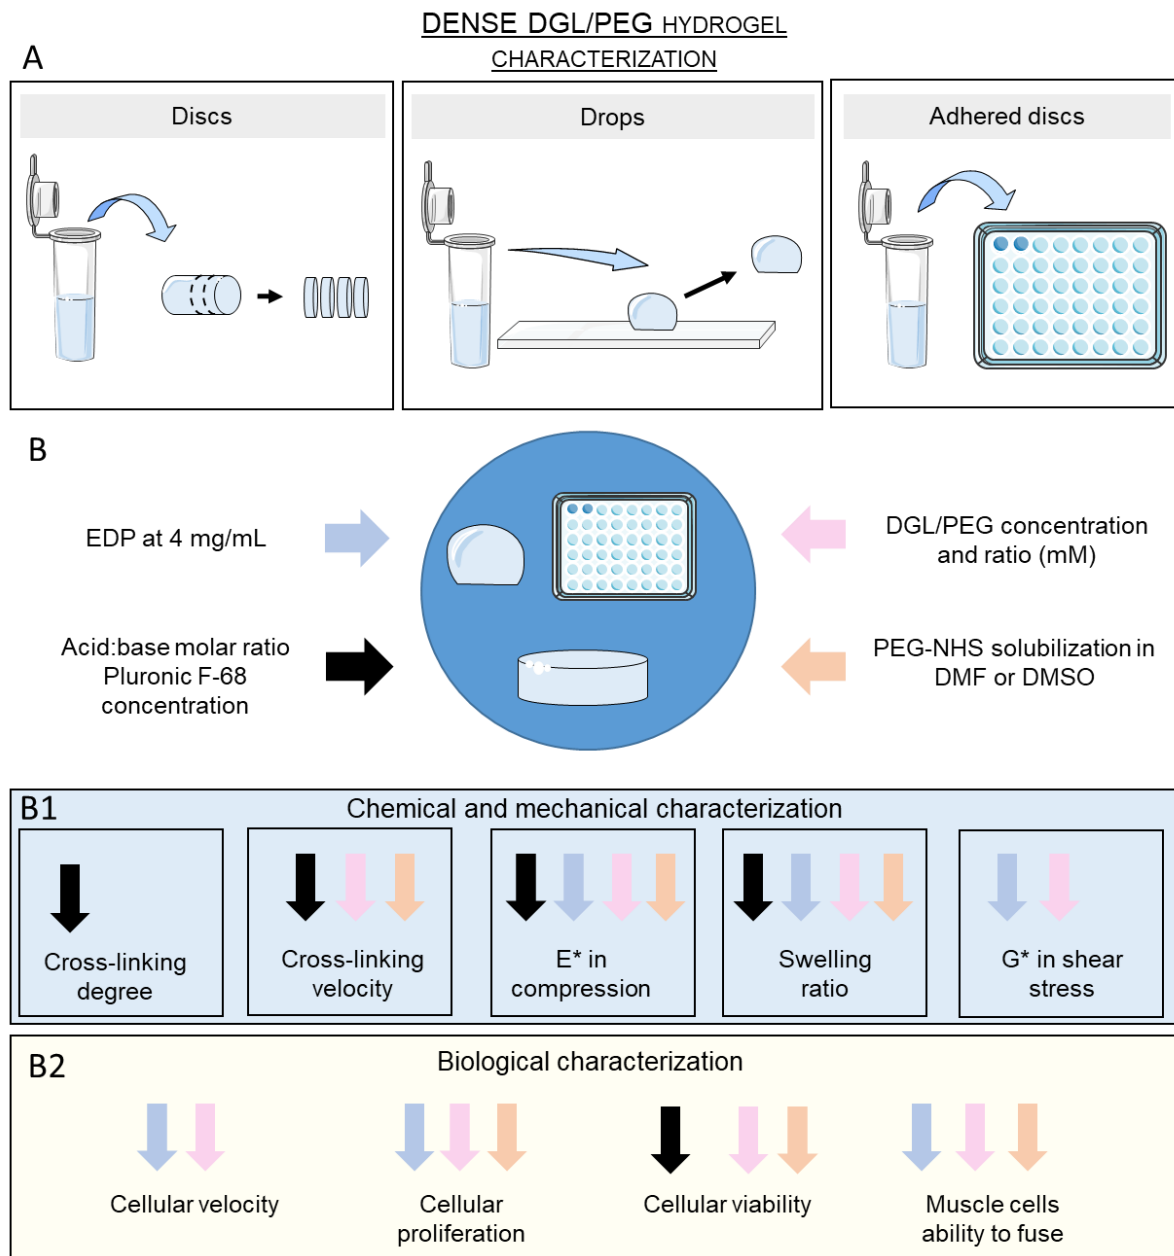 DENSE DGL/PEG HYDROGEL
CHARACTERIZATION
A
Discs
Drops
Adhered discs
B
EDP at 4 mg/mL
DGL/PEG concentration
and ratio (mM)
Acid:base molar ratio
Pluronic F-68
concentration
PEG-NHS solubilization in
DMF or DMSO
B1
Chemical and mechanical characterization
Cross-linking
degree
Cross-linking
velocity
E* in
compression
Swelling
ratio
G* in shear
stress
B2
Biological characterization
Cellular velocity
Cellular
proliferation
Cellular viability
Muscle cells
ability to fuse